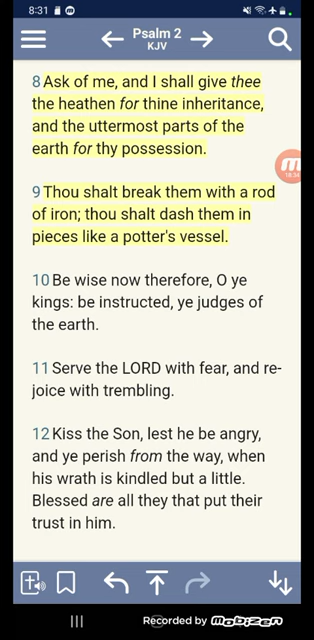 8:31
Psalm 2
KJV
8 Ask of me, and I shall give thee
the heathen for thine inheritance,
and the uttermost parts of the
earth for thy possession.
9 Thou shalt break them with a rod
of iron; thou shalt dash them in
pieces like a potter's vessel.
10 Be wise now therefore, O ye
kings: be instructed, ye judges of
the earth.
11 Serve the LORD with fear, and re-
joice with trembling.
12 Kiss the Son, lest he be angry,
and ye perish from the way, when
his wrath is kindled but a little.
Blessed are all they that put their
trust in him.
Recorded by mobizen